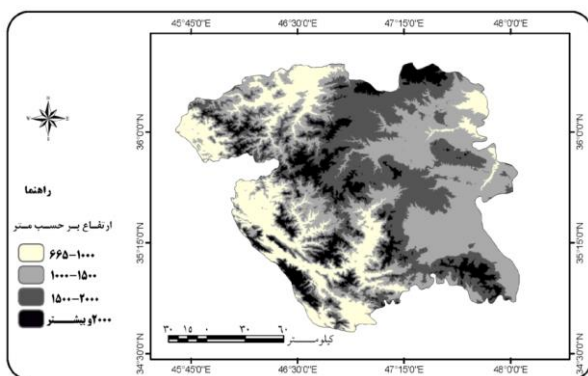 45°45'0"E 46°30'0"E 47°15'0"E 48°0'0"E
36°0'0"N 36°0'0"N
35°15'0"N 35°15'0"N
34°30'0"N 34°30'0"N
راهنما
ارتفاع بر حسب متر
۶۶۵-۱۰۰۰
۱۰۰۰-۱۵۰۰
۱۵۰۰-۲۰۰۰
۲۰۰۰و بیشتر
۳۰ ۱۵ ۰ ۳۰ ۶۰
کیلومتر
45°45'0"E 46°30'0"E 47°15'0"E 48°0'0"E